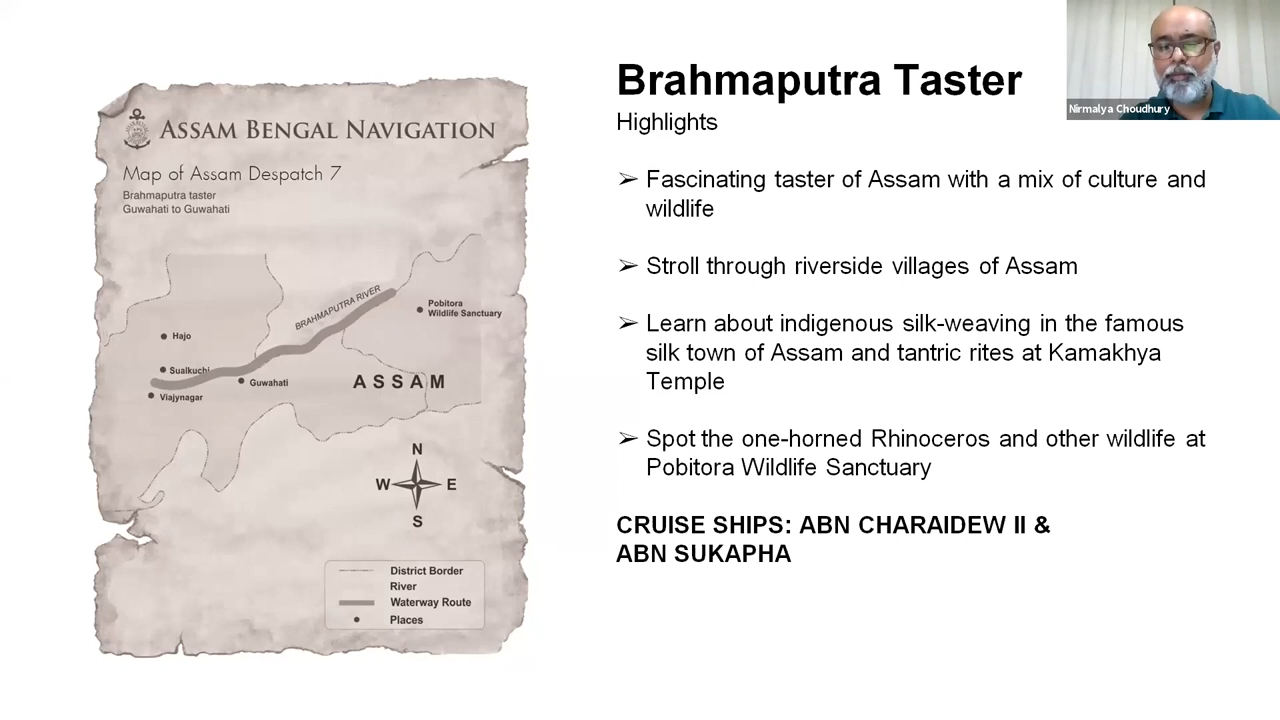 ASSAM BENGAL NAVIGATION
Map of Assam Despatch 7
Brahmaputra taster
Guwahati to Guwahati
BRAHMAPUTRA RIVER
Pobitora
Wildlife Sanctuary
Hajo
Sualkuchi
Guwahati
ASSAM
Viajynagar
N
W E
S
District Border
River
Waterway Route
Places
Brahmaputra Taster
Highlights
➢ Fascinating taster of Assam with a mix of culture and
wildlife
➢ Stroll through riverside villages of Assam
➢ Learn about indigenous silk-weaving in the famous
silk town of Assam and tantric rites at Kamakhya
Temple
➢ Spot the one-horned Rhinoceros and other wildlife at
Pobitora Wildlife Sanctuary
CRUISE SHIPS: ABN CHARAIDEW II &
ABN SUKAPHA
Nirmalya Choudhury